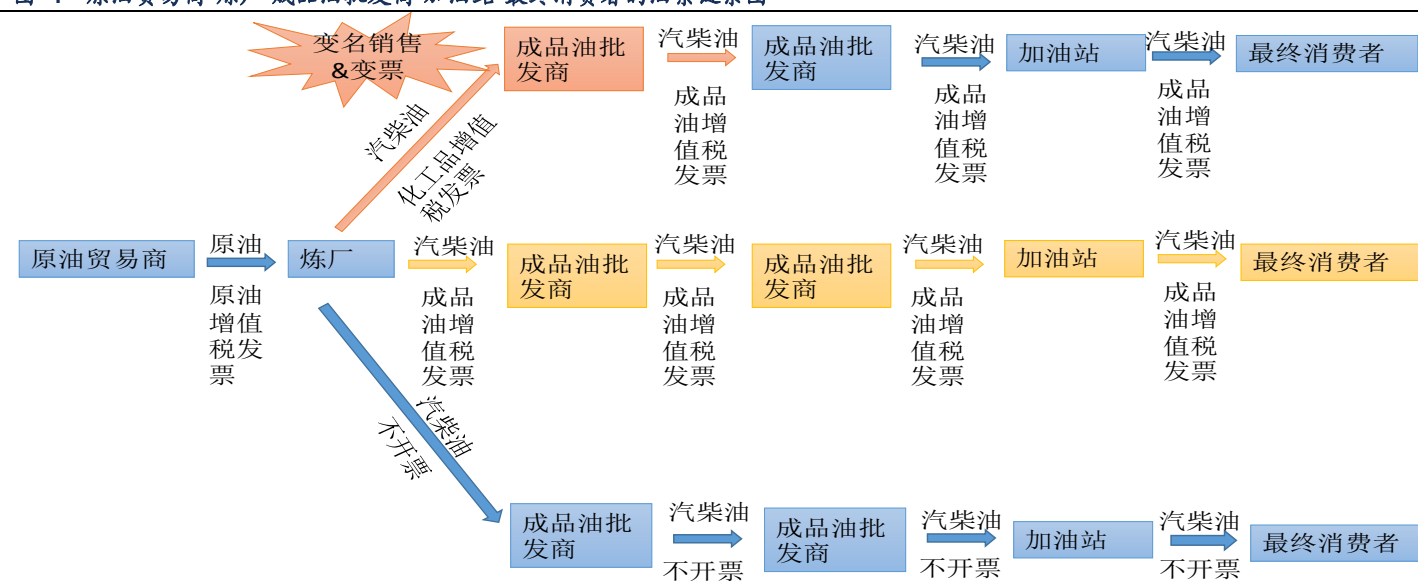 变名销售
&变票
成品油批
发商
汽柴油
成品
油增
值税
发票
成品油批
发商
汽柴油
成品
油增
值税
发票
加油站
汽柴油
成品
油增
值税
发票
最终消费者
汽柴油
化工品增值
税发票
原油贸易商
原油
原油
增值
税发
票
炼厂
汽柴油
成品
油增
值税
发票
成品油批
发商
汽柴油
成品
油增
值税
发票
成品油批
发商
汽柴油
成品
油增
值税
发票
加油站
汽柴油
成品
油增
值税
发票
最终消费者
汽柴油
不开票
成品油批
发商
汽柴油
不开票
成品油批
发商
汽柴油
不开票
加油站
汽柴油
不开票
最终消费者